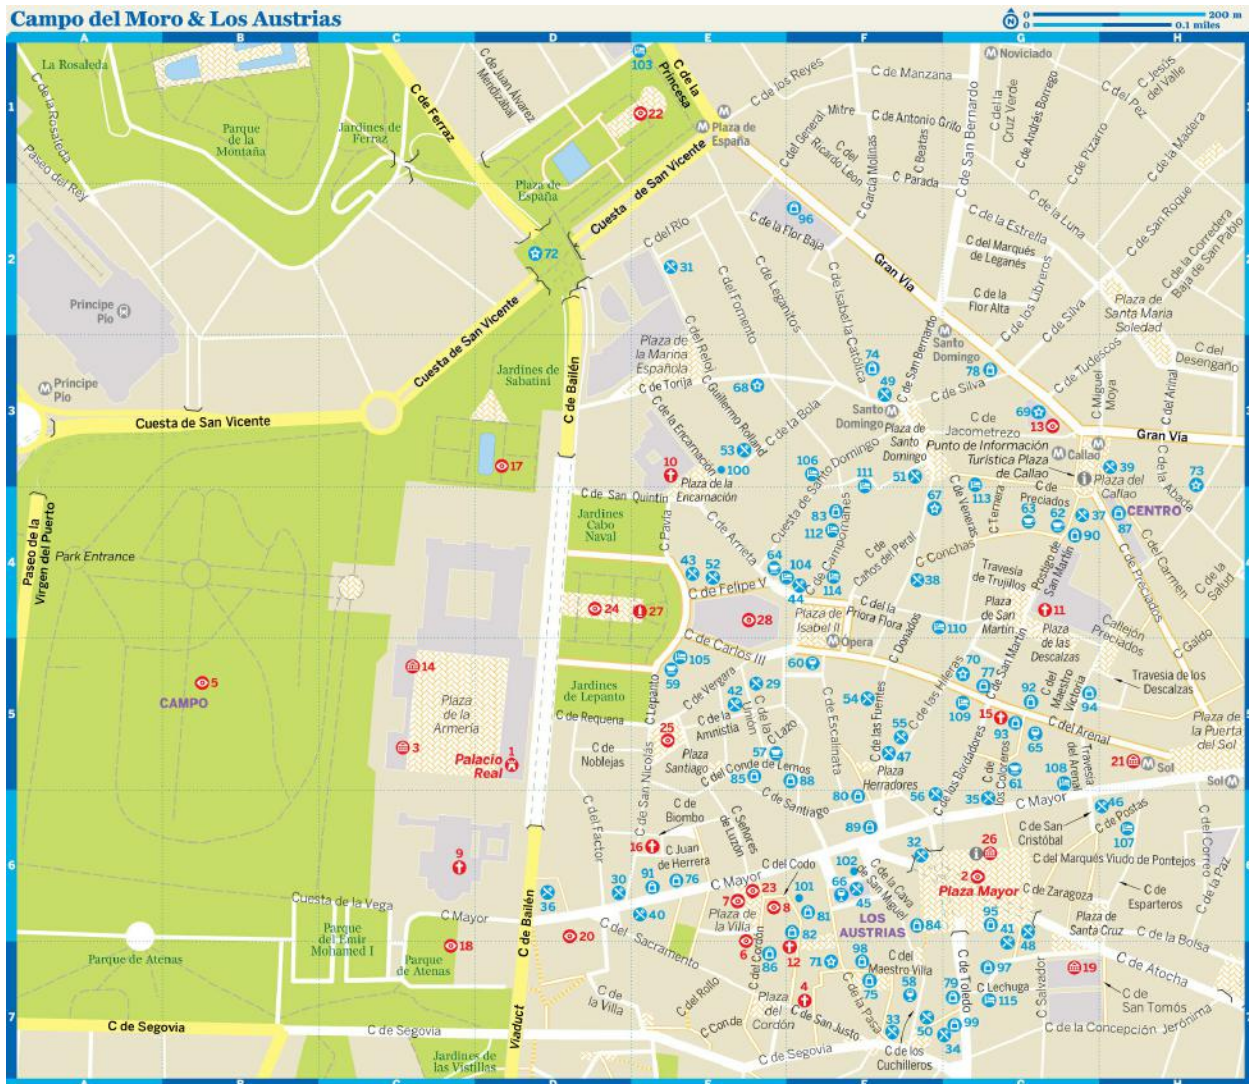 Campo del Moro & Los Austrias
N
0 200 m
0 0.1 miles
A B C D E F G H
1
La Rosaleda
C de la Rosaleda
Paseo del Rey
Parque
de la
Montaña
Jardines de
Ferraz
C de Ferraz
C de Juan Álvarez
Mendizábal
103
C de la
Princesa
22
Plaza de
España
Plaza de
España
Cuesta de San Vicente
C de los Reyes
C de Manzana
Noviciado
C de la
Cruz Verde
C de Andrés Borrego
C de Jesús
del Valle
C del Pez
C de Pizarro
C de la Madera
C del General Mitre
C de Antonio Grilo
C del
Ricardo León
C de García Molinas
C Beatas
C Parada
C de San Bernardo
2
Príncipe
Pío
72
C del Río
31
96
C de la Flor Baja
C de Leganitos
C del Fomento
C de Isabel la Católica
Gran Vía
C de la Estrella
C de la Luna
C del Marqués
de Leganés
C de los Libreros
C de la
Flor Alta
C de Silva
C de San Roque
C de la Corredera
Baja de San Pablo
Plaza de
Santa Maria
Soledad
Cuesta de San Vicente
C de Bailén
3
Príncipe
Pío
Cuesta de San Vicente
Jardines de
Sabatini
17
Plaza de
la Marina
Española
C de Torija
C del Reloj
C Guillermo Rolland
C de la Encarnación
68
C de la Bola
53
100
10
Plaza de la
Encarnación
74
49
C de San Bernardo
Santo
Domingo
Santo
Domingo
Plaza de
Santo
Domingo
78
C de Silva
C de Tudescos
C Miguel
Moya
C del
Desengaño
C del Arinal
69
13
C de
Jacometrezo
Punto de Información
Turística Plaza
de Callao
Callao
Gran Vía
Plaza del
Callao
39
C de la Abada
73
106
111
51
Cuesta de Santo Domingo
4
Paseo de la
Virgen del Puerto
Park Entrance
C de San Quintín
Jardines
Cabo
Naval
C Pavía
C de Arrieta
83
112
C de Campomanes
67
C de Veneras
113
C Ternera
C de
Preciados
63
62
37
90
87
CENTRO
C del Carmen
C de la
Salud
C de Preciados
43
52
64
104
44
114
C de Felipe V
C de
Caños del Peral
C Conchas
38
Travesía
de Trujillos
Postigo de
San Martín
11
24
27
28
Plaza de
Isabel II
C de la
Priora Flora
C Donados
110
Plaza
de San
Martín
Plaza
de las
Descalzas
Callejón
Preciados
C Galdo
Ópera
C de Carlos III
5
5
CAMPO
14
Plaza
de la
Armería
3
Palacio
Real
1
Jardines
de Lepanto
C de Requena
C Lepanto
105
59
60
C de Vergara
42
29
C de la
Unión
C de la
Amnistía
C Lazo
25
Plaza
Santiago
57
C del Conde de Lemos
85
88
C de
Noblejas
C de San Nicolás
C de Santiago
C de Escalinata
54
C de las Fuentes
55
47
Plaza
Herradores
C de las Hileras
70
77
C de San Martín
109
15
93
92
C del
Maestro
Victoria
65
94
C del Arenal
Travesía de los
Descalzas
Plaza de
la Puerta
del Sol
21
Sol
Sol
C de los Bordadores
C de
los Coloreros
61
108
Travesía
del Arenal
80
56
35
6
C del Factor
C de
Biombo
16
C Juan
de Herrera
C Señores
de Luzón
89
32
C Mayor
C de San
Cristóbal
46
C de Postas
107
C del Correo
C de la Paz
26
C del Marqués Viudo de Pontejos
2
Plaza Mayor
C de Zaragoza
C de
Esparteros
Plaza de
Santa Cruz
C de la Bolsa
9
Cuesta de la Vega
C Mayor
36
30
91
76
C Mayor
23
7
8
C del Codo
101
102
66
45
C de la Cava
de San Miguel
40
Plaza de
la Villa
81
82
LOS
AUSTRIAS
84
95
41
48
Parque
del Emir
Mohamed I
Parque
de Atenas
18
20
C del Sacramento
6
86
C del Cordón
12
71
98
7
Parque de Atenas
C de Bailén
C de
la Villa
C del Rollo
C del
Maestro Villa
75
58
79
97
19
C de Atocha
C de
San Tomós
C Salvador
C de Toledo
C Lechuga
115
4
Plaza
del
Cordón
C de San Justo
C de la Pasa
33
50
99
34
C de la Concepción Jerónima
C de Segovia
C de Segovia
Viaduct
Jardines de
las Vistillas
C Con.de
C de Segovia
C de los
Cuchilleros
A B C D E F G H